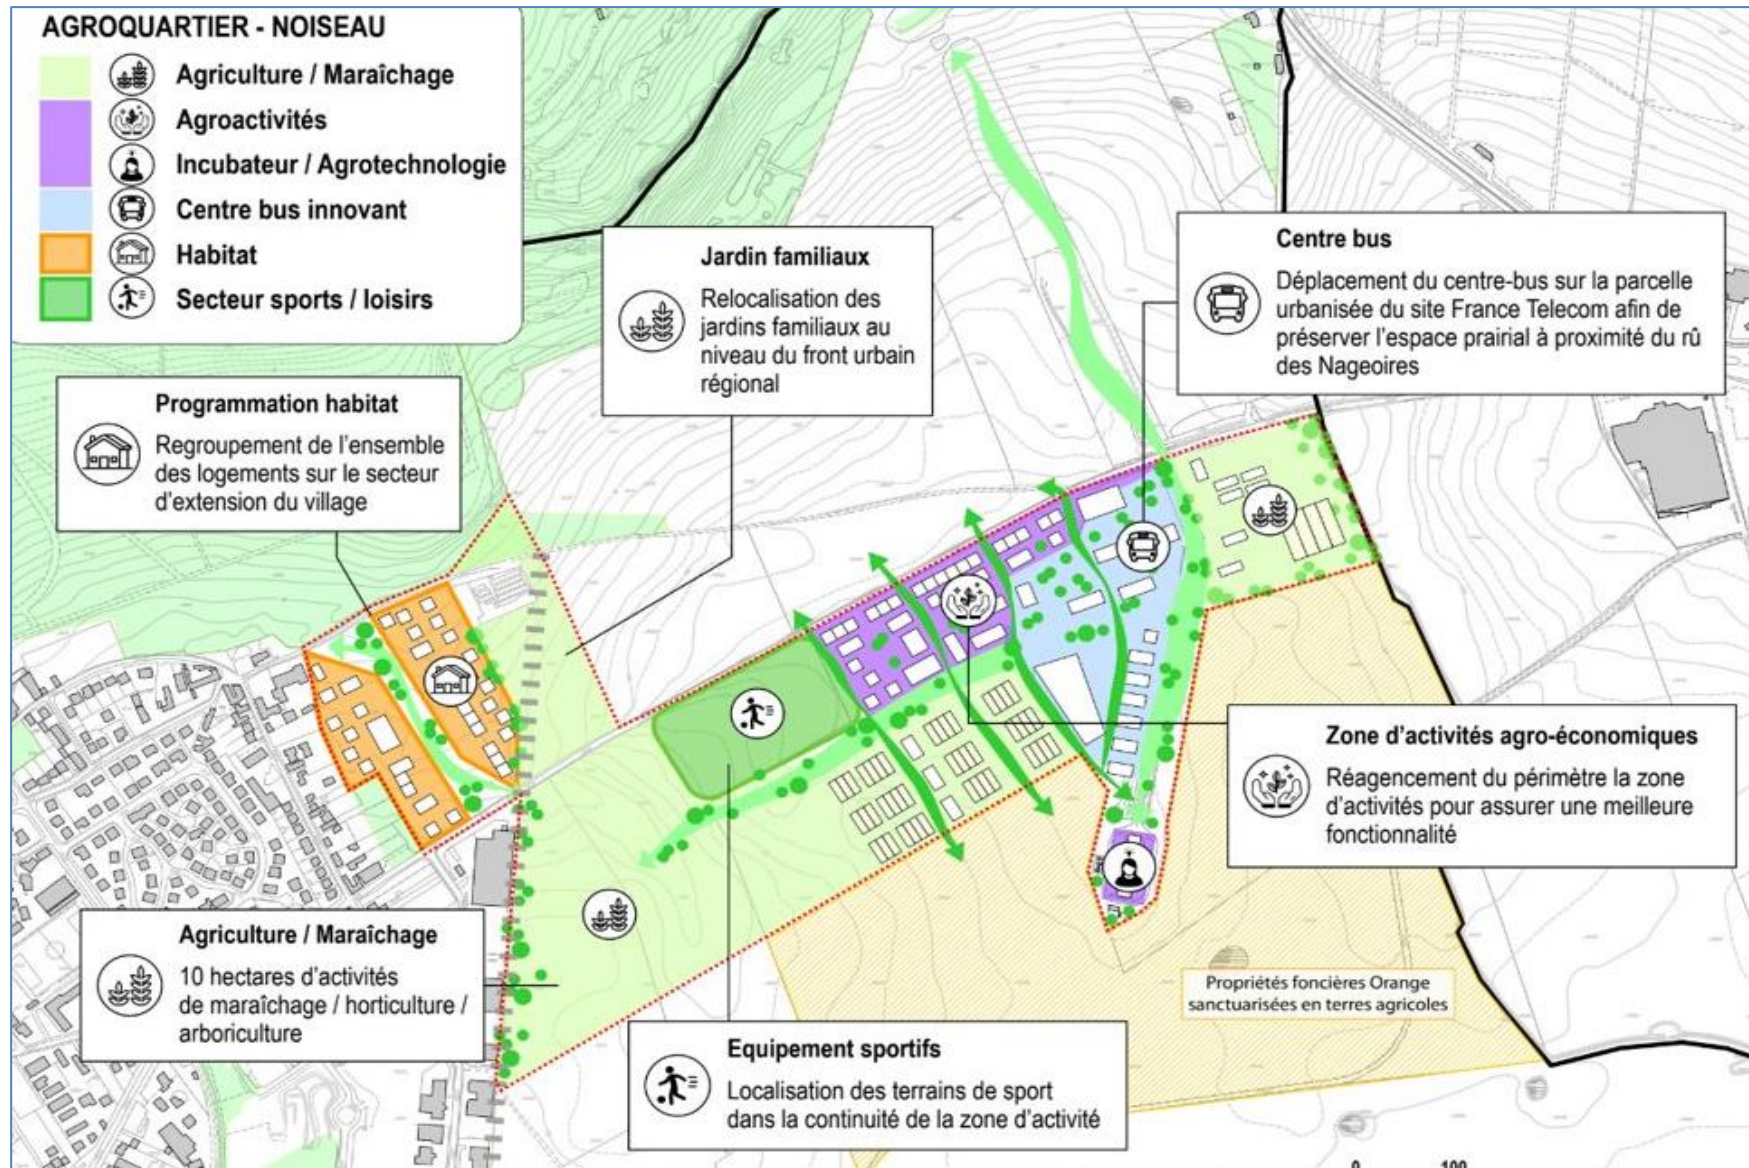 AGROQUARTIER - NOISEAU
Agriculture / Maraîchage
Agroactivités
Incubateur / Agrotechnologie
Centre bus innovant
Habitat
Secteur sports / loisirs
Jardin familiaux
Relocalisation des
jardins familiaux au
niveau du front urbain
régional
Centre bus
Déplacement du centre-bus sur la parcelle
urbanisée du site France Telecom afin de
préserver l'espace prairial à proximité du rû
des Nageoires
Programmation habitat
Regroupement de l'ensemble
des logements sur le secteur
d'extension du village
Zone d'activités agro-économiques
Réagencement du périmètre la zone
d'activités pour assurer une meilleure
fonctionnalité
Agriculture / Maraîchage
10 hectares d'activités
de maraîchage / horticulture /
arboriculture
Propriétés foncières Orange
sanctuarisées en terres agricoles
Equipement sportifs
Localisation des terrains de sport
dans la continuité de la zone d'activité
0 100